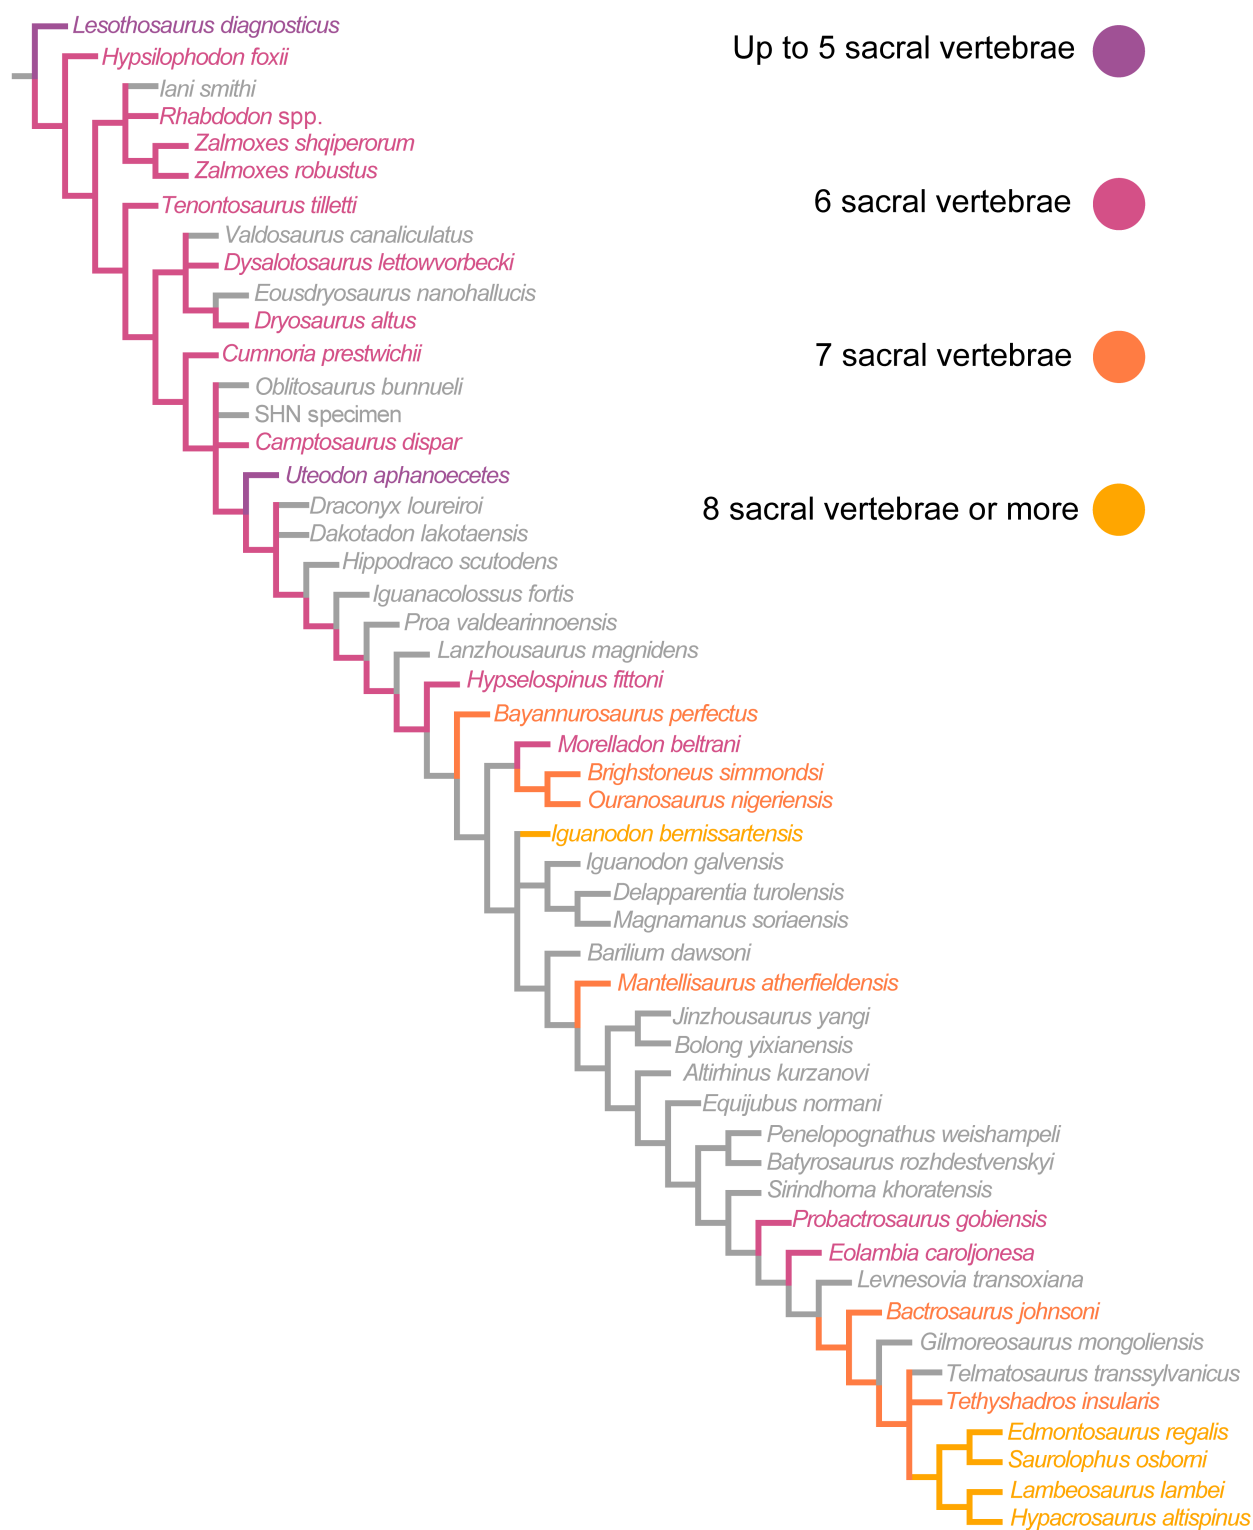 Lesothosaurus diagnosticus
Up to 5 sacral vertebrae
Hypsilophodon foxii
Iani smithi
Rhabdodon spp.
Zalmoxes shqiperorum
Zalmoxes robustus
6 sacral vertebrae
Tenontosaurus tilletti
Valdosaurus canaliculatus
Dysalotosaurus lettowvorbecki
Eousdryosaurus nanohallucis
Dryosaurus altus
Cumnoria prestwichii
7 sacral vertebrae
Oblitosaurus bunnueli
SHN specimen
Camptosaurus dispar
Uteodon aphanoecetes
Draconyx loureiroi
8 sacral vertebrae or more
Dakotadon lakotaensis
Hippodraco scutodens
Iguanacolossus fortis
Proa valdearinnoensis
Lanzhousaurus magnidens
Hypselospinus fittoni
Bayannurosaurus perfectus
Morelladon beltrani
Brighstoneus simmondsi
Ouranosaurus nigeriensis
Iguanodon bernissartensis
Iguanodon galvensis
Delapparentia turolensis
Magnamanus soriaensis
Barilium dawsoni
Mantellisaurus atherfieldensis
Jinzhousaurus yangi
Bolong yixianensis
Altirhinus kurzanovi
Equijubus normani
Penelopognathus weishampeli
Batyrosaurus rozhdestvenskyi
Sirindhorna khoratensis
Probactrosaurus gobiensis
Eolambia caroljonesa
Levnesovia transoxiana
Bactrosaurus johnsoni
Gilmoreosaurus mongoliensis
Telmatosaurus transsylvanicus
Tethyshadros insularis
Edmontosaurus regalis
Saurolophus osborni
Lambeosaurus lambei
Hypacrosaurus altispinus